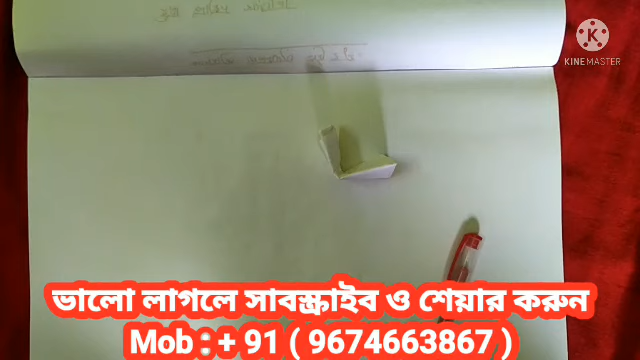 KINEMASTER
ভালো লাগলে সাবস্ক্রাইব ও শেয়ার করুন
Mob : + 91 ( 9674663867 )